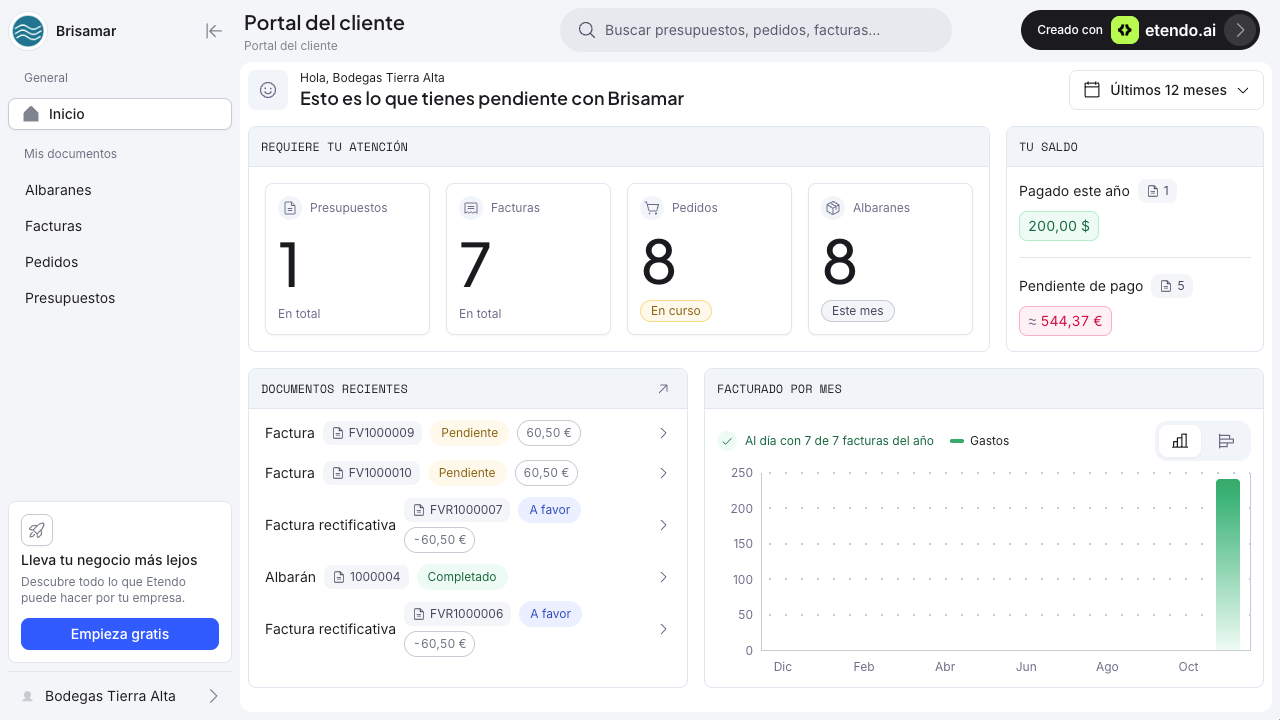 Brisamar
Portal del cliente
Portal del cliente
Buscar presupuestos, pedidos, facturas...
Creado con etendo.ai
General
Inicio
Mis documentos
Albaranes
Facturas
Pedidos
Presupuestos
Lleva tu negocio más lejos
Descubre todo lo que Etendo
puede hacer por tu empresa.
Empieza gratis
Bodegas Tierra Alta
Hola, Bodegas Tierra Alta
Esto es lo que tienes pendiente con Brisamar
Últimos 12 meses
REQUIERE TU ATENCIÓN
Presupuestos
1
En total
Facturas
7
En total
Pedidos
8
En curso
Albaranes
8
Este mes
TU SALDO
Pagado este año 1
200,00 $
Pendiente de pago 5
≈ 544,37 €
DOCUMENTOS RECIENTES
Factura FV1000009 Pendiente 60,50 €
Factura FV1000010 Pendiente 60,50 €
Factura rectificativa FVR1000007 A favor
-60,50 €
Albarán 1000004 Completado
Factura rectificativa FVR1000006 A favor
-60,50 €
FACTURADO POR MES
Al día con 7 de 7 facturas del año Gastos
250
200
150
100
50
0
Dic Feb Abr Jun Ago Oct